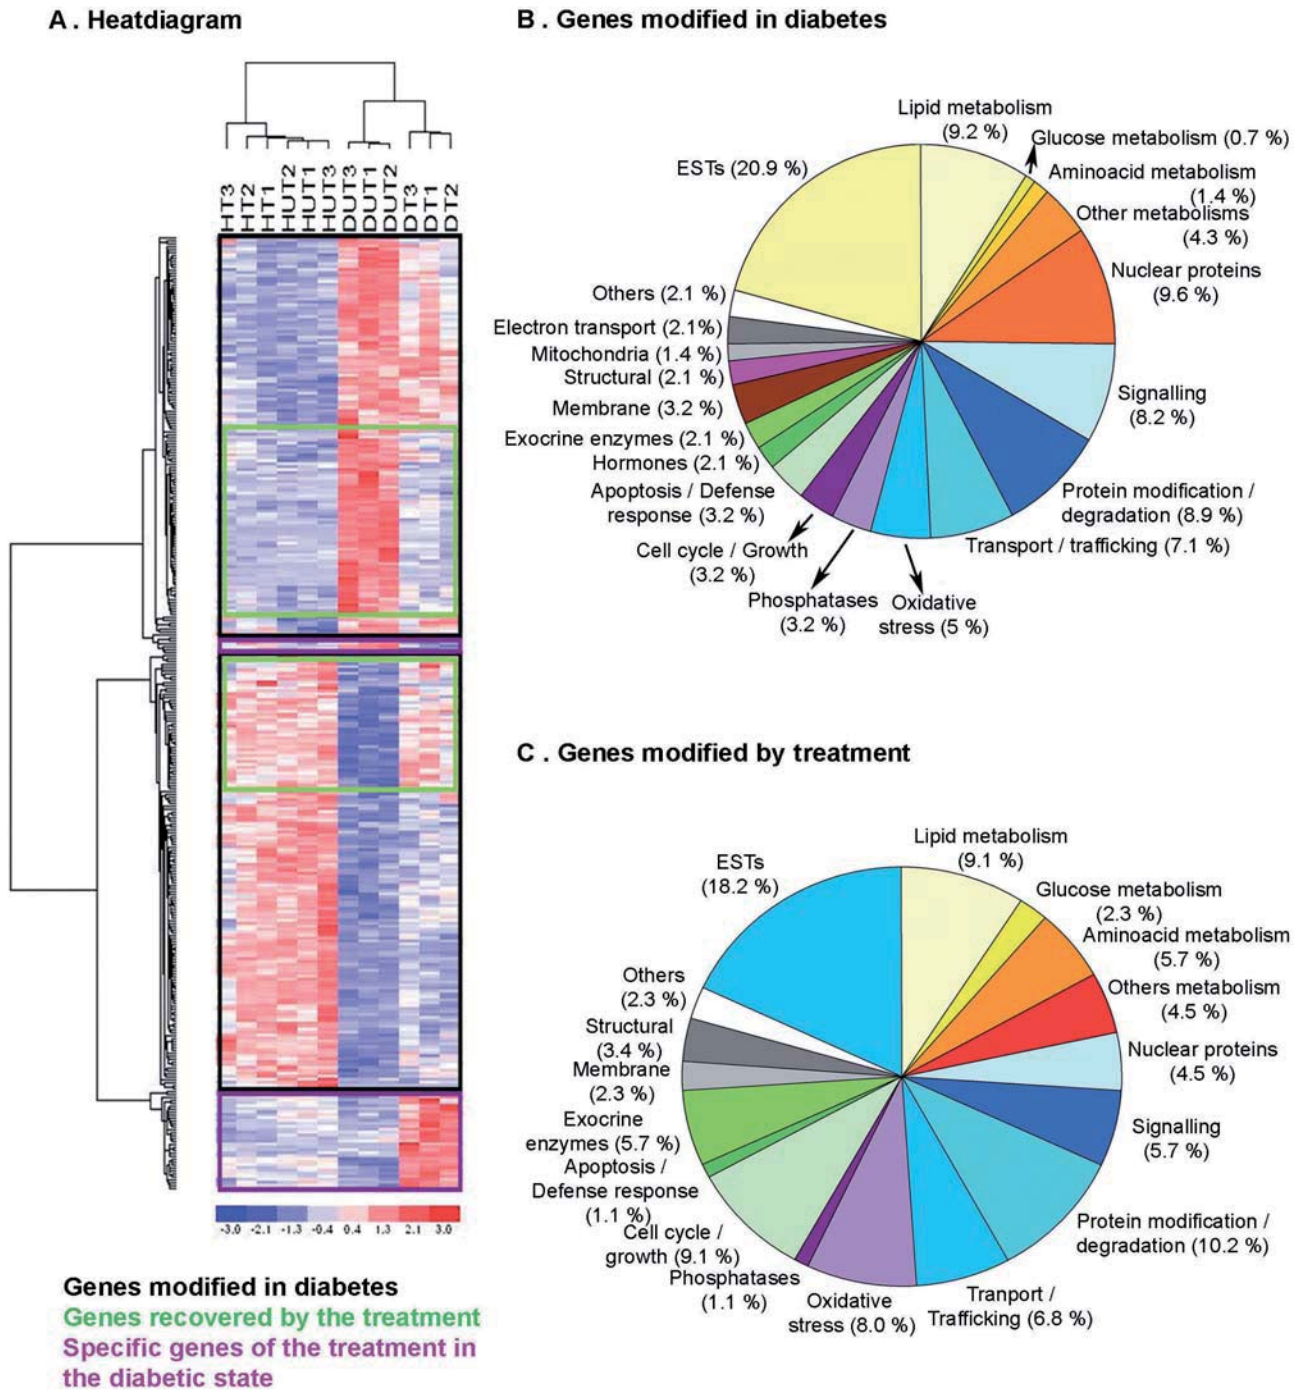 A . Heatdiagram
HT3
HT2
HT1
HUT2
HUT1
HUT3
DUT3
DUT1
DUT2
DT3
DT1
DT2
-3.0 -2.1 -1.3 -0.4 0.4 1.3 2.1 3.0
Genes modified in diabetes
Genes recovered by the treatment
Specific genes of the treatment in
the diabetic state
B . Genes modified in diabetes
Lipid metabolism
(9.2 %)
Glucose metabolism (0.7 %)
Aminoacid metabolism
(1.4 %)
Other metabolisms
(4.3 %)
Nuclear proteins
(9.6 %)
Signalling
(8.2 %)
Protein modification /
degradation (8.9 %)
Transport / trafficking (7.1 %)
Oxidative
stress (5 %)
Phosphatases
(3.2 %)
Cell cycle / Growth
(3.2 %)
Apoptosis / Defense
response (3.2 %)
Hormones (2.1 %)
Exocrine enzymes (2.1 %)
Membrane (3.2 %)
Structural (2.1 %)
Mitochondria (1.4 %)
Electron transport (2.1%)
Others (2.1 %)
ESTs (20.9 %)
C . Genes modified by treatment
Lipid metabolism
(9.1 %)
Glucose metabolism
(2.3 %)
Aminoacid metabolism
(5.7 %)
Others metabolism
(4.5 %)
Nuclear proteins
(4.5 %)
Signalling
(5.7 %)
Protein modification /
degradation (10.2 %)
Tranport /
Trafficking (6.8 %)
Oxidative
stress (8.0 %)
Phosphatases
(1.1 %)
Cell cycle /
growth (9.1 %)
Apoptosis /
Defense response
(1.1 %)
Exocrine
enzymes (5.7 %)
Membrane
(2.3 %)
Structural
(3.4 %)
Others
(2.3 %)
ESTs
(18.2 %)